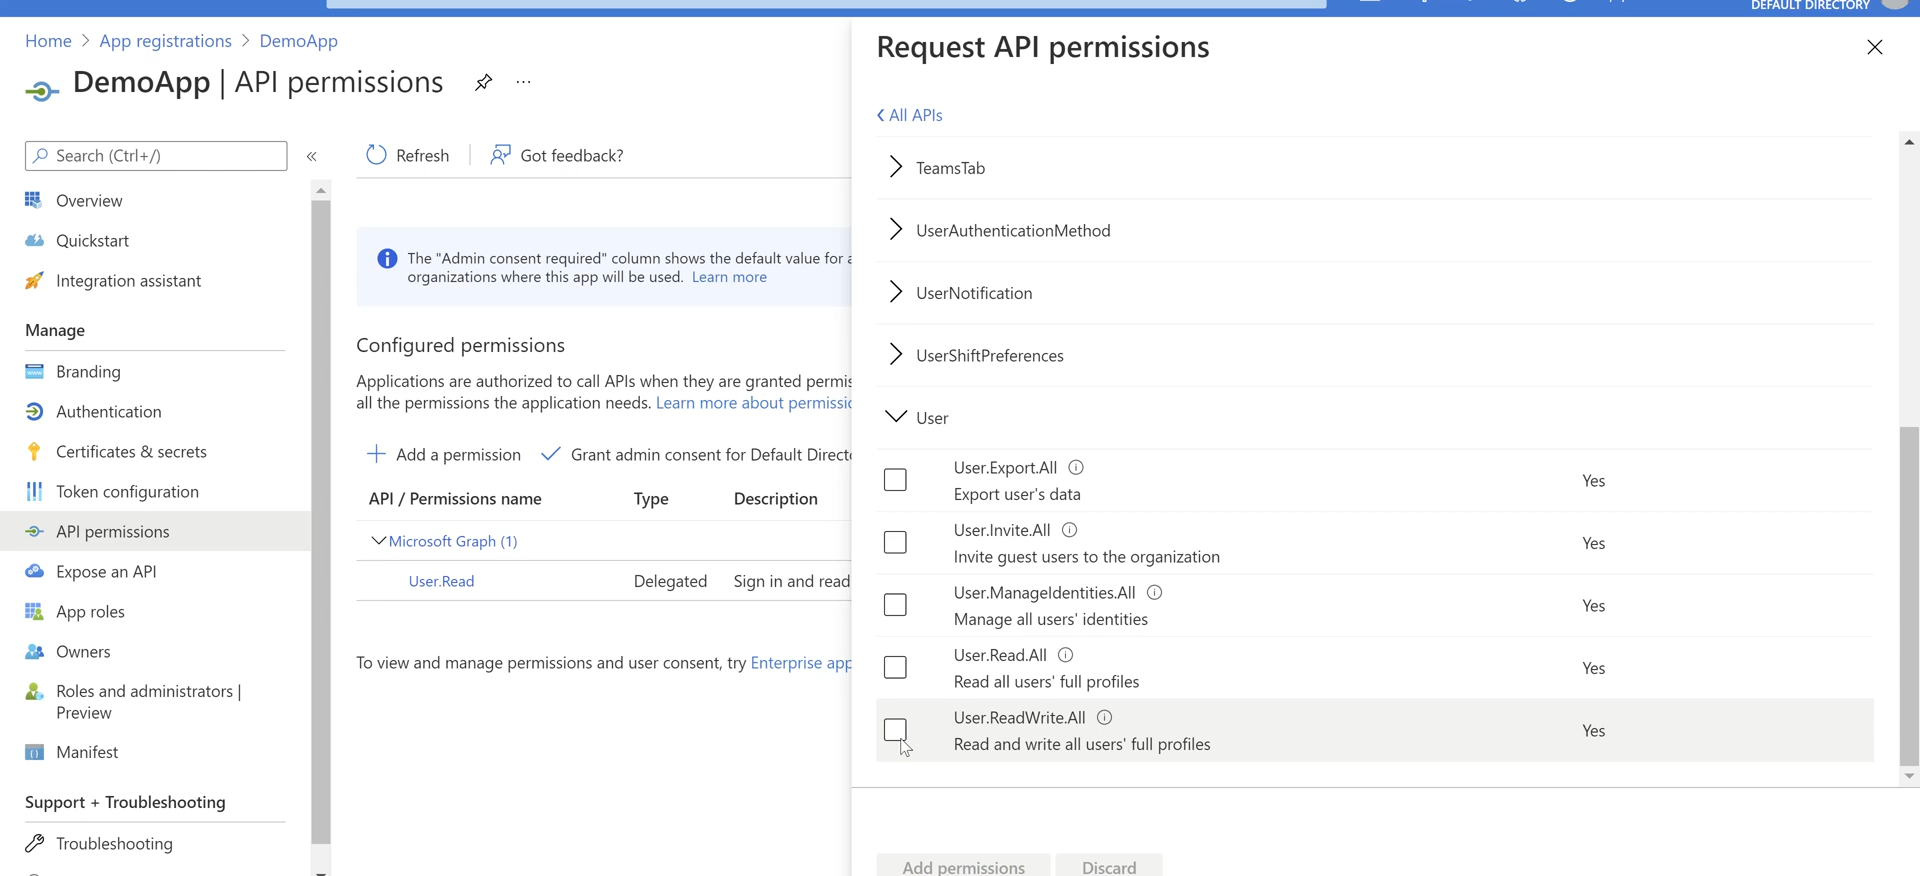 DEFAULT DIRECTORY
Home > App registrations > DemoApp
DemoApp | API permissions
...
Search (Ctrl+/)
«
Overview
Quickstart
Integration assistant
Manage
Branding
Authentication
Certificates & secrets
Token configuration
API permissions
Expose an API
App roles
Owners
Roles and administrators |
Preview
Manifest
Support + Troubleshooting
Troubleshooting
Refresh
Got feedback?
The "Admin consent required" column shows the default value for
organizations where this app will be used. Learn more
Configured permissions
Applications are authorized to call APIs when they are granted permis
all the permissions the application needs. Learn more about permissi
Add a permission
Grant admin consent for Default Direct
API / Permissions name Type Description
Microsoft Graph (1)
User.Read Delegated Sign in and read
To view and manage permissions and user consent, try Enterprise app
Request API permissions
All APIs
TeamsTab
UserAuthenticationMethod
UserNotification
UserShiftPreferences
User
User.Export.All
Export user's data
Yes
User.Invite.All
Invite guest users to the organization
Yes
User.ManageIdentities.All
Manage all users' identities
Yes
User.Read.All
Read all users' full profiles
Yes
User.ReadWrite.All
Read and write all users' full profiles
Yes
Add permissions
Discard